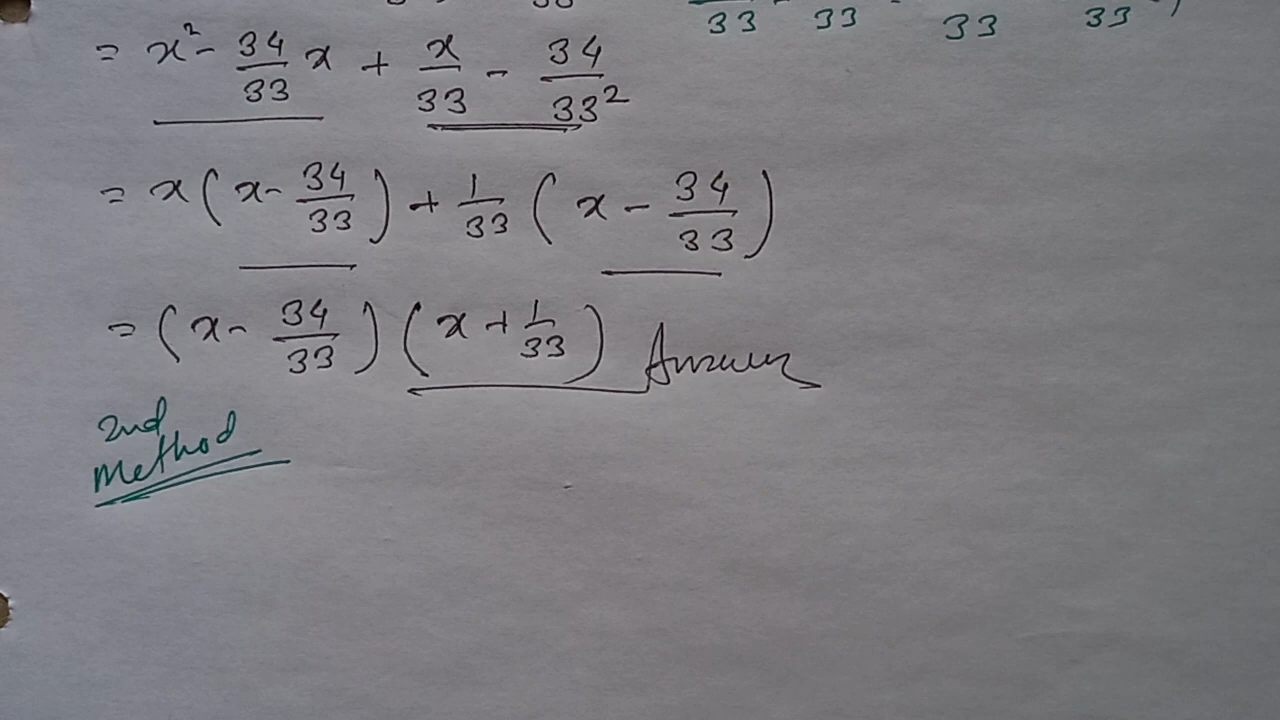 33 33 33 33
= x² - 34/33 x + x/33 - 34/33²
= x(x - 34/33) + 1/33 (x - 34/33)
= (x - 34/33)(x + 1/33) Answer
2nd
Method